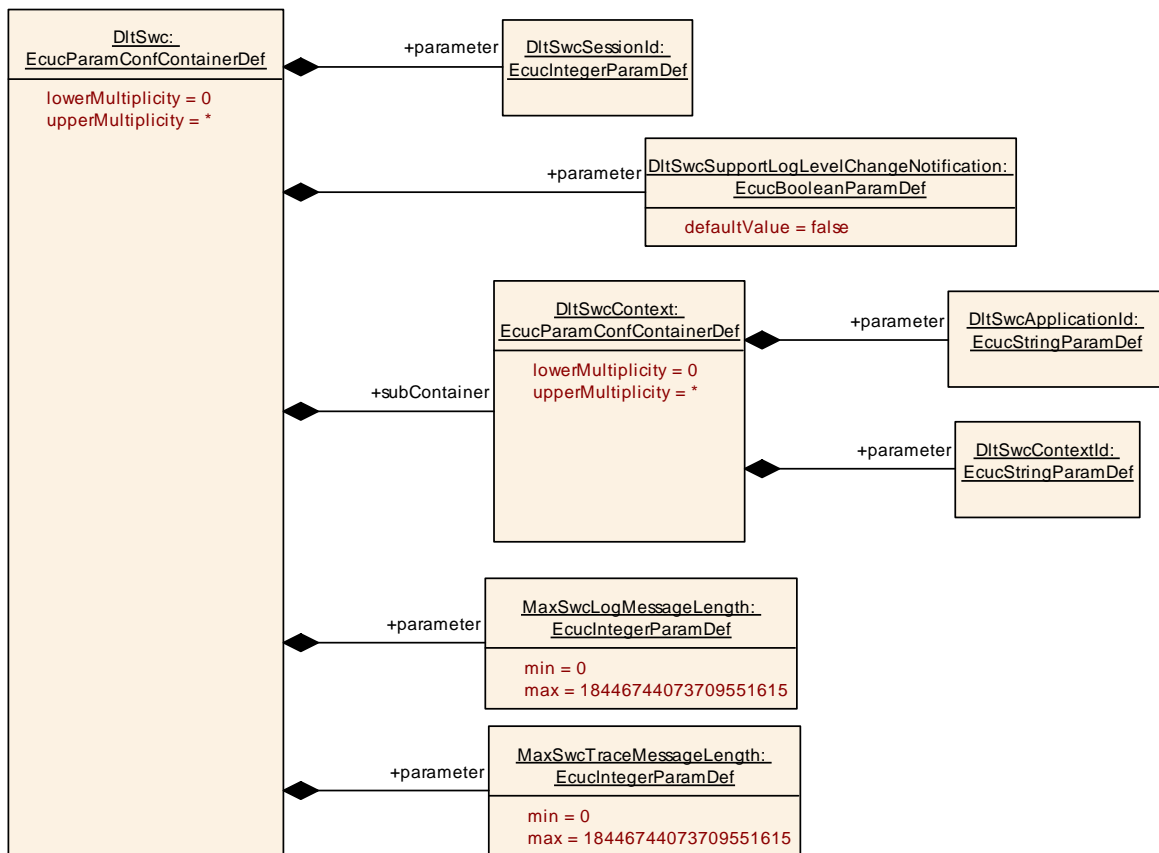 DltSwc:
EcucParamConfContainerDef
lowerMultiplicity = 0
upperMultiplicity = *
+parameter
DltSwcSessionId:
EcucIntegerParamDef
+parameter
DltSwcSupportLogLevelChangeNotification:
EcucBooleanParamDef
defaultValue = false
+subContainer
DltSwcContext:
EcucParamConfContainerDef
lowerMultiplicity = 0
upperMultiplicity = *
+parameter
DltSwcApplicationId:
EcucStringParamDef
+parameter
DltSwcContextId:
EcucStringParamDef
+parameter
MaxSwcLogMessageLength:
EcucIntegerParamDef
min = 0
max = 18446744073709551615
+parameter
MaxSwcTraceMessageLength:
EcucIntegerParamDef
min = 0
max = 18446744073709551615